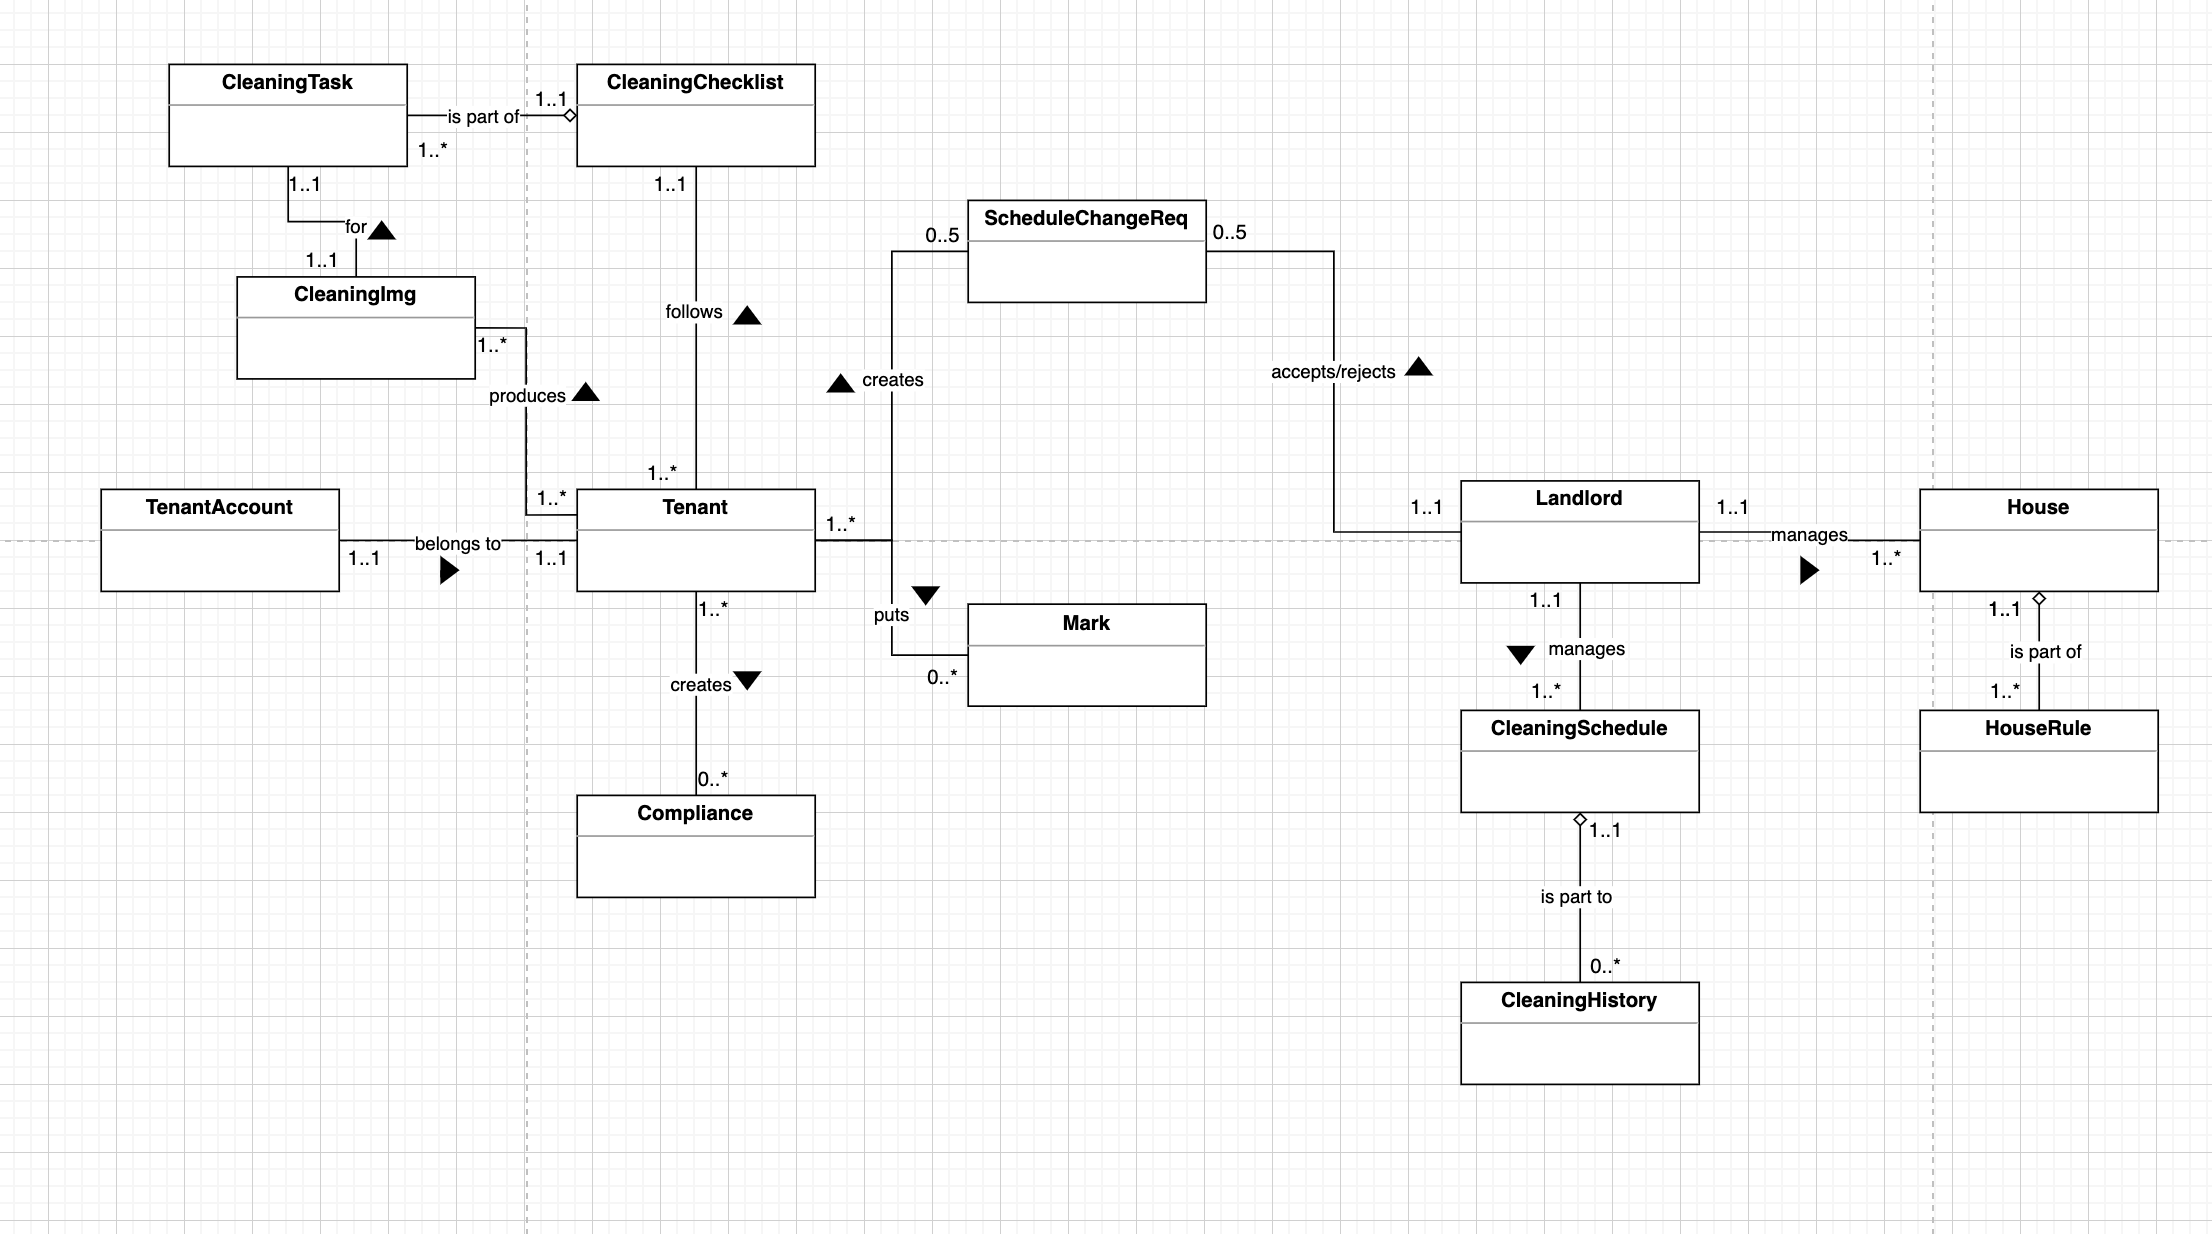 CleaningTask
CleaningChecklist
1..1
is part of
1..*
1..1
1..1
ScheduleChangeReq
for
0..5
0..5
1..1
CleaningImg
follows
1..*
accepts/rejects
creates
produces
1..*
1..*
Landlord
TenantAccount
Tenant
1..1
1..1
House
1..*
manages
belongs to
1..1
1..1
1..*
1..1
1..*
1..1
puts
Mark
manages
is part of
0..*
creates
1..*
1..*
CleaningSchedule
HouseRule
0..*
Compliance
1..1
is part to
0..*
CleaningHistory